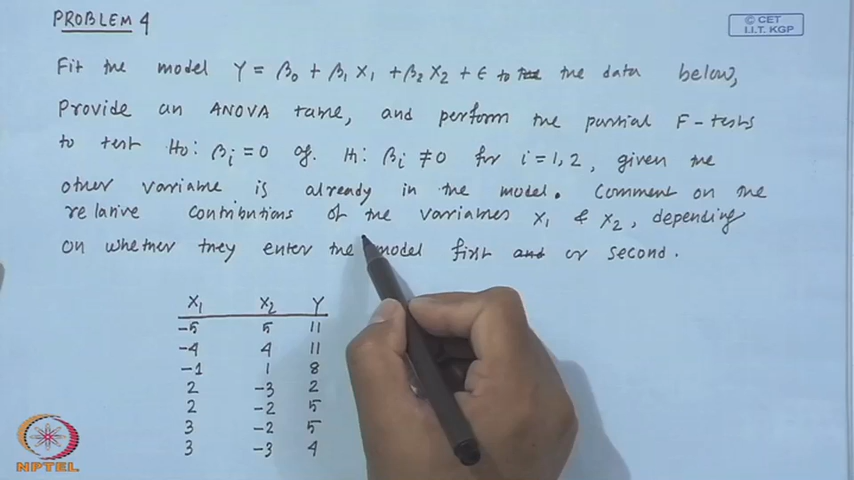 PROBLEM 4
© CET
I.I.T. KGP
Fit the model Y = β₀ + β₁ X₁ + β₂ X₂ + ϵ to the the data below,
Provide an ANOVA table, and perform the partial F-tests
to test H₀: βᵢ = 0 ag. H₁: βᵢ ≠ 0 for i = 1, 2, given the
other variable is already in the model. Comment on the
relative contributions of the variables X₁ & X₂, depending
on whether they enter the model first and or second.
X₁ X₂ Y
-5 5 11
-4 4 11
-1 1 8
2 -3 2
2 -2 5
3 -2 5
3 -3 4
NPTEL